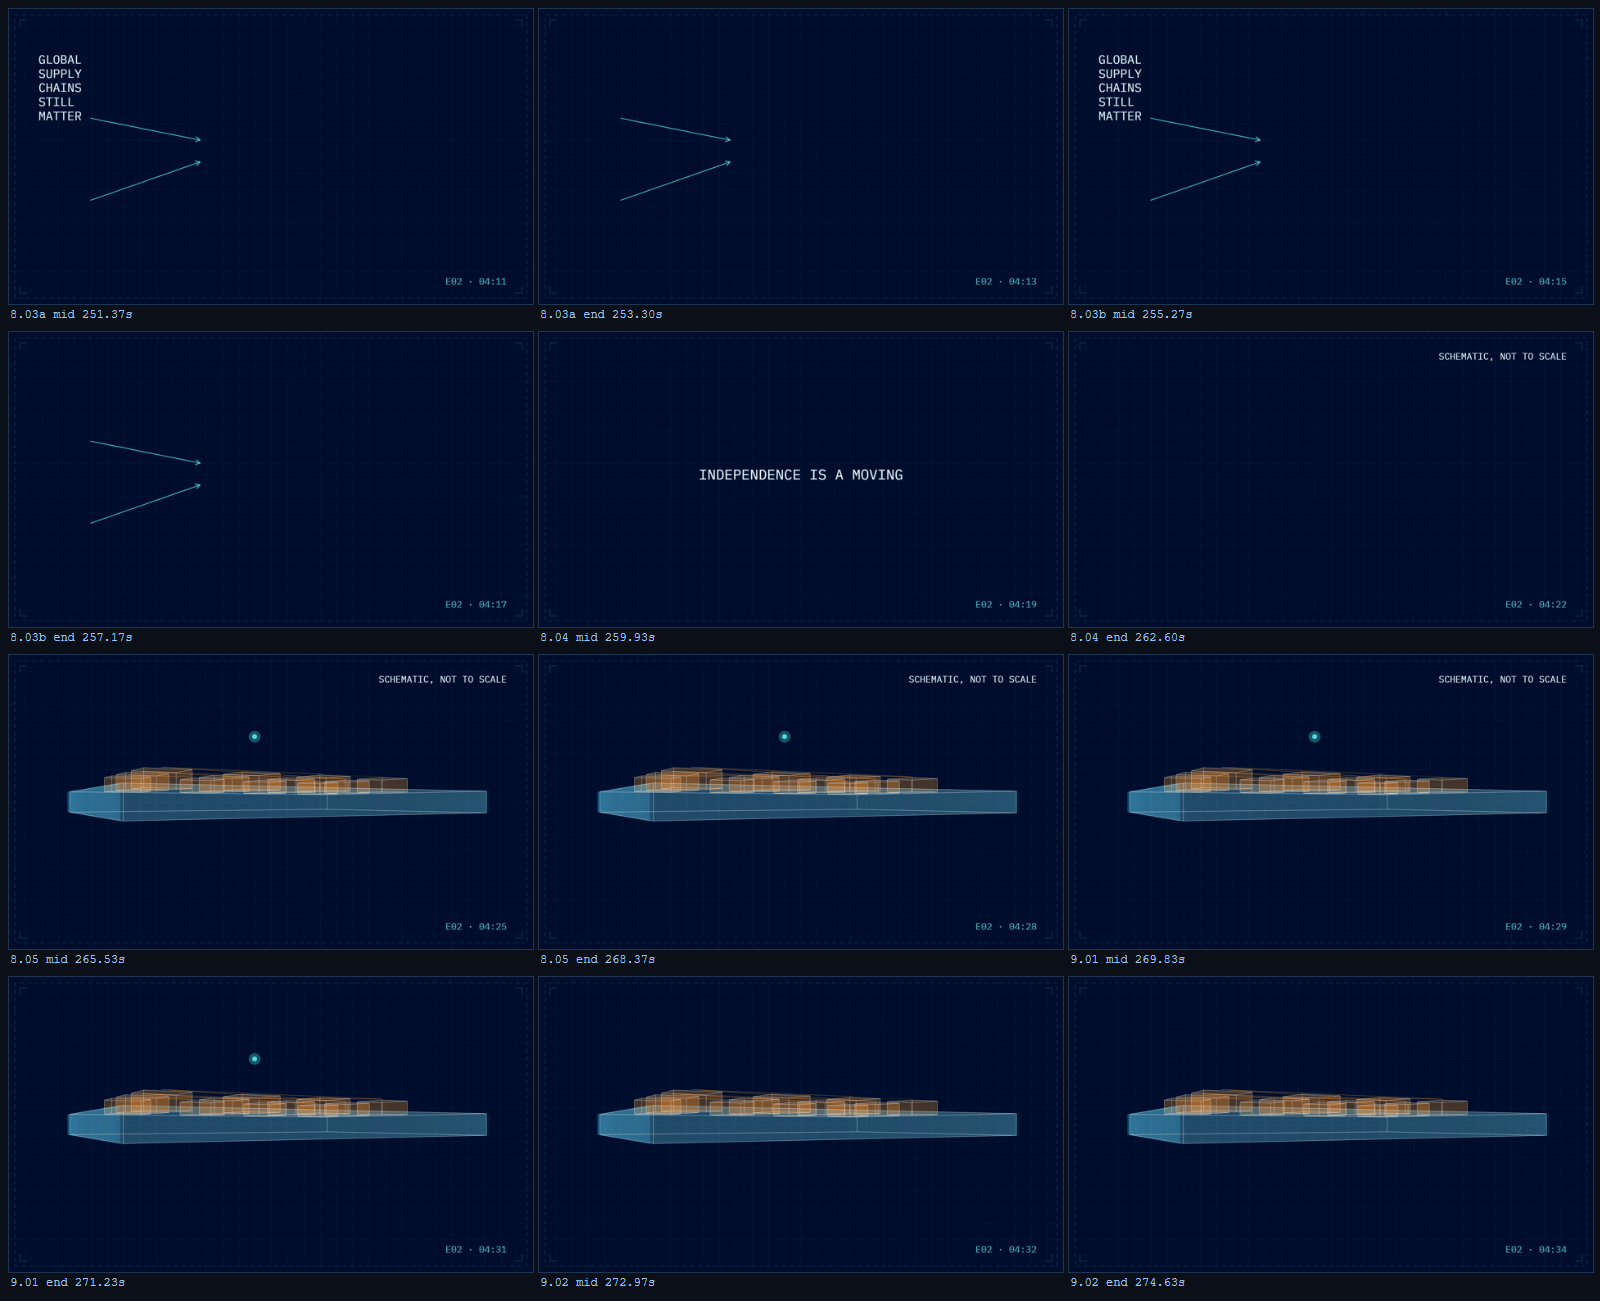 GLOBAL
SUPPLY
CHAINS
STILL
MATTER
E02 · 04:11
8.03a mid 251.37s
E02 · 04:13
8.03a end 253.30s
GLOBAL
SUPPLY
CHAINS
STILL
MATTER
E02 · 04:15
8.03b mid 255.27s
E02 · 04:17
8.03b end 257.17s
INDEPENDENCE IS A MOVING
E02 · 04:19
8.04 mid 259.93s
SCHEMATIC, NOT TO SCALE
E02 · 04:22
8.04 end 262.60s
SCHEMATIC, NOT TO SCALE
E02 · 04:25
8.05 mid 265.53s
SCHEMATIC, NOT TO SCALE
E02 · 04:28
8.05 end 268.37s
SCHEMATIC, NOT TO SCALE
E02 · 04:29
9.01 mid 269.83s
E02 · 04:31
9.01 end 271.23s
E02 · 04:32
9.02 mid 272.97s
E02 · 04:34
9.02 end 274.63s